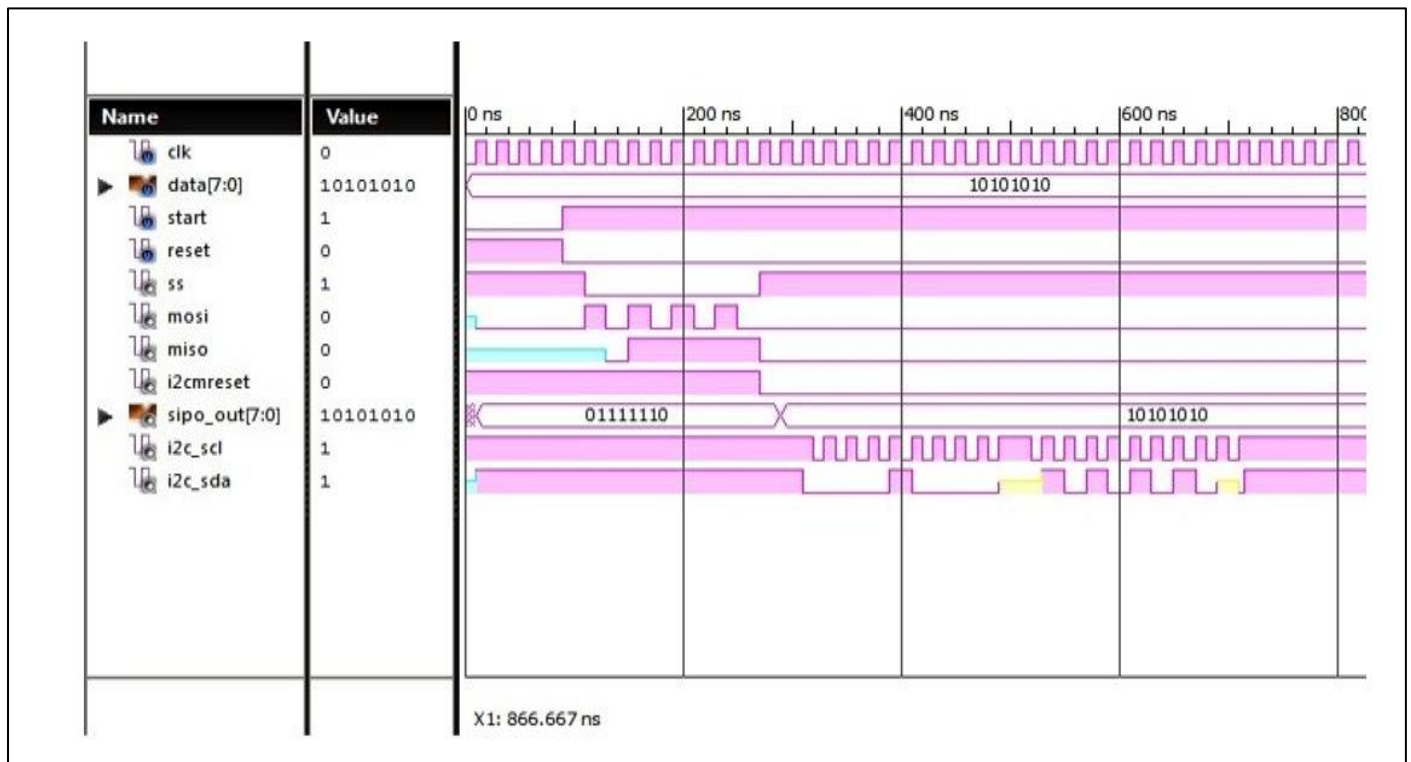 Name Value 0 ns 200 ns 400 ns 600 ns 800
clk 0
data[7:0] 10101010 10101010
start 1
reset 0
ss 1
mosi 0
miso 0
i2cmreset 0
sipo_out[7:0] 10101010 01111110 10101010
i2c_scl 1
i2c_sda 1
X1: 866.667 ns